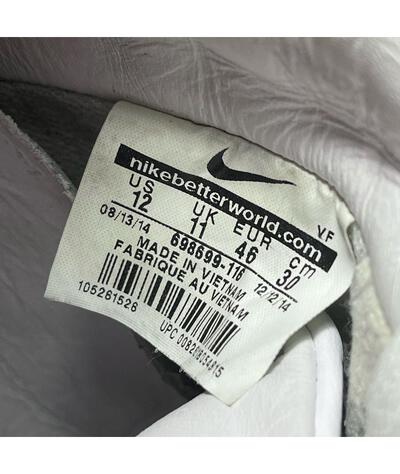 nikebetterworld.com
US UK EUR cm
12 11 46 30
08/13/14 12/12/14
698699-116
MADE IN VIETNAM
FABRIQUE AU VIETNAM
105261526
V.F